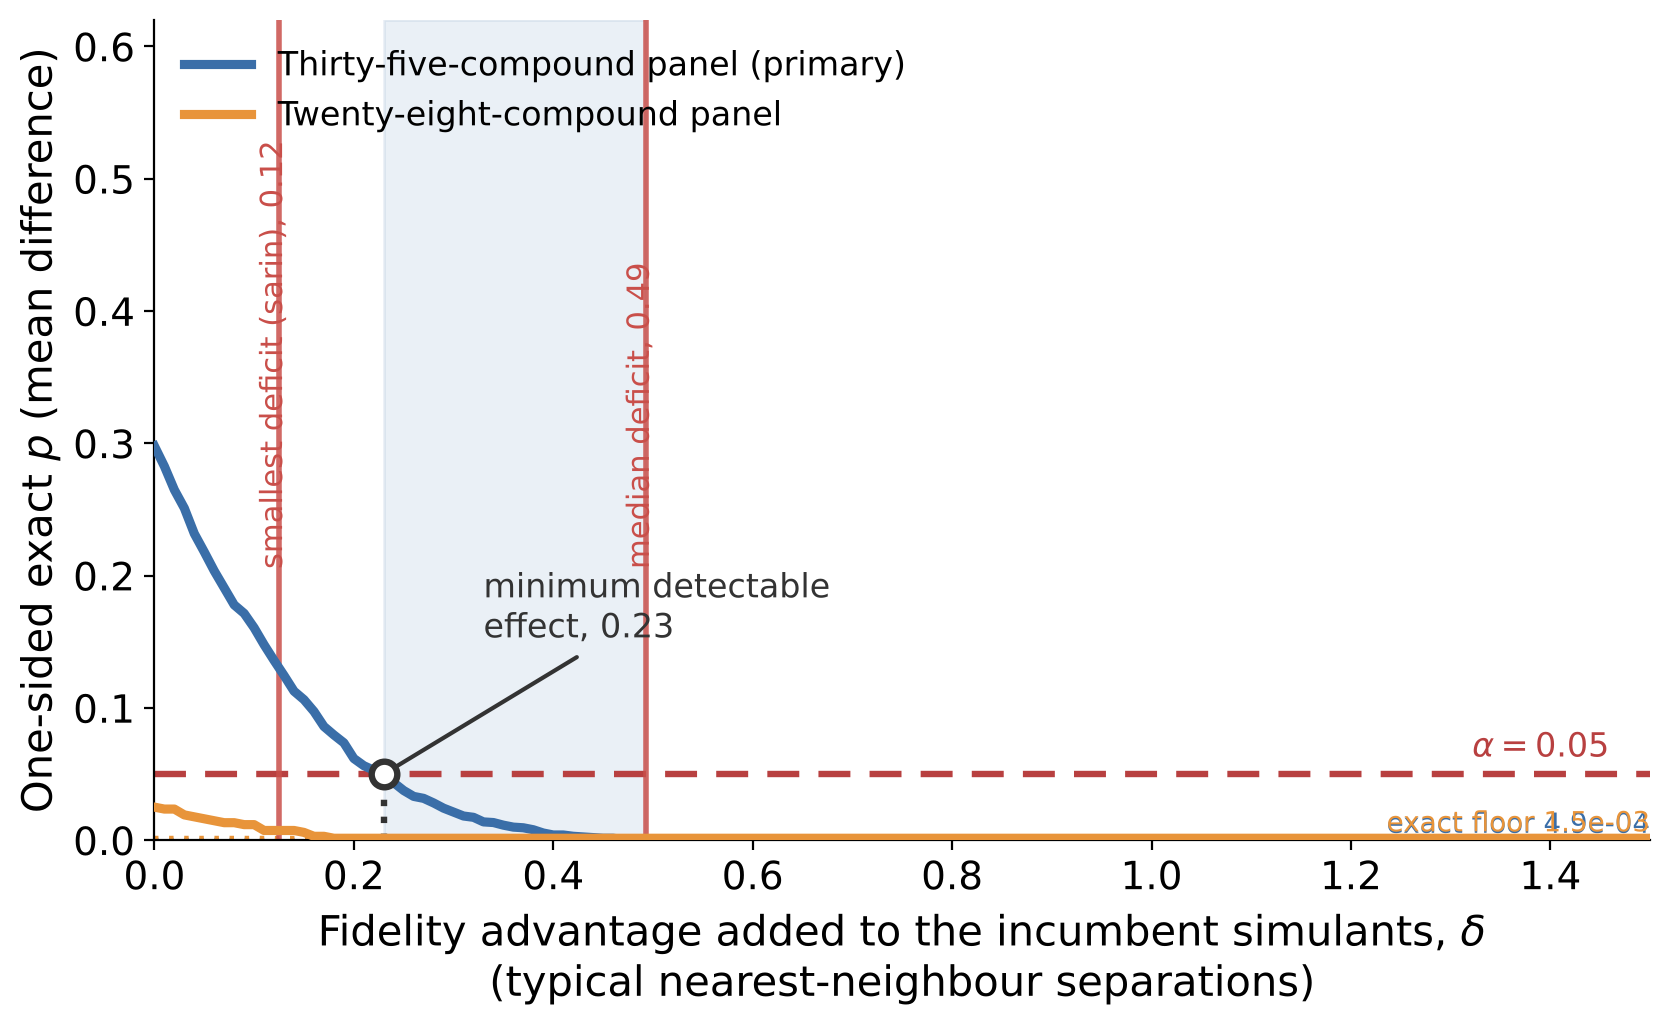 One-sided exact p (mean difference)
0.6
0.5
0.4
0.3
0.2
0.1
0.0
Thirty-five-compound panel (primary)
Twenty-eight-compound panel
smallest deficit (sarin), 0.12
median deficit, 0.49
minimum detectable
effect, 0.23
α = 0.05
exact floor
0.0
0.2
0.4
0.6
0.8
1.0
1.2
1.4
Fidelity advantage added to the incumbent simulants, δ
(typical nearest-neighbour separations)